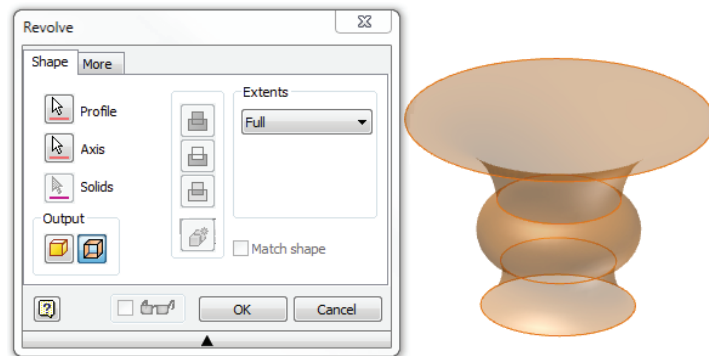 Revolve
Shape More
Profile
Axis
Solids
Output
Extents
Full
Match shape
?
OK Cancel